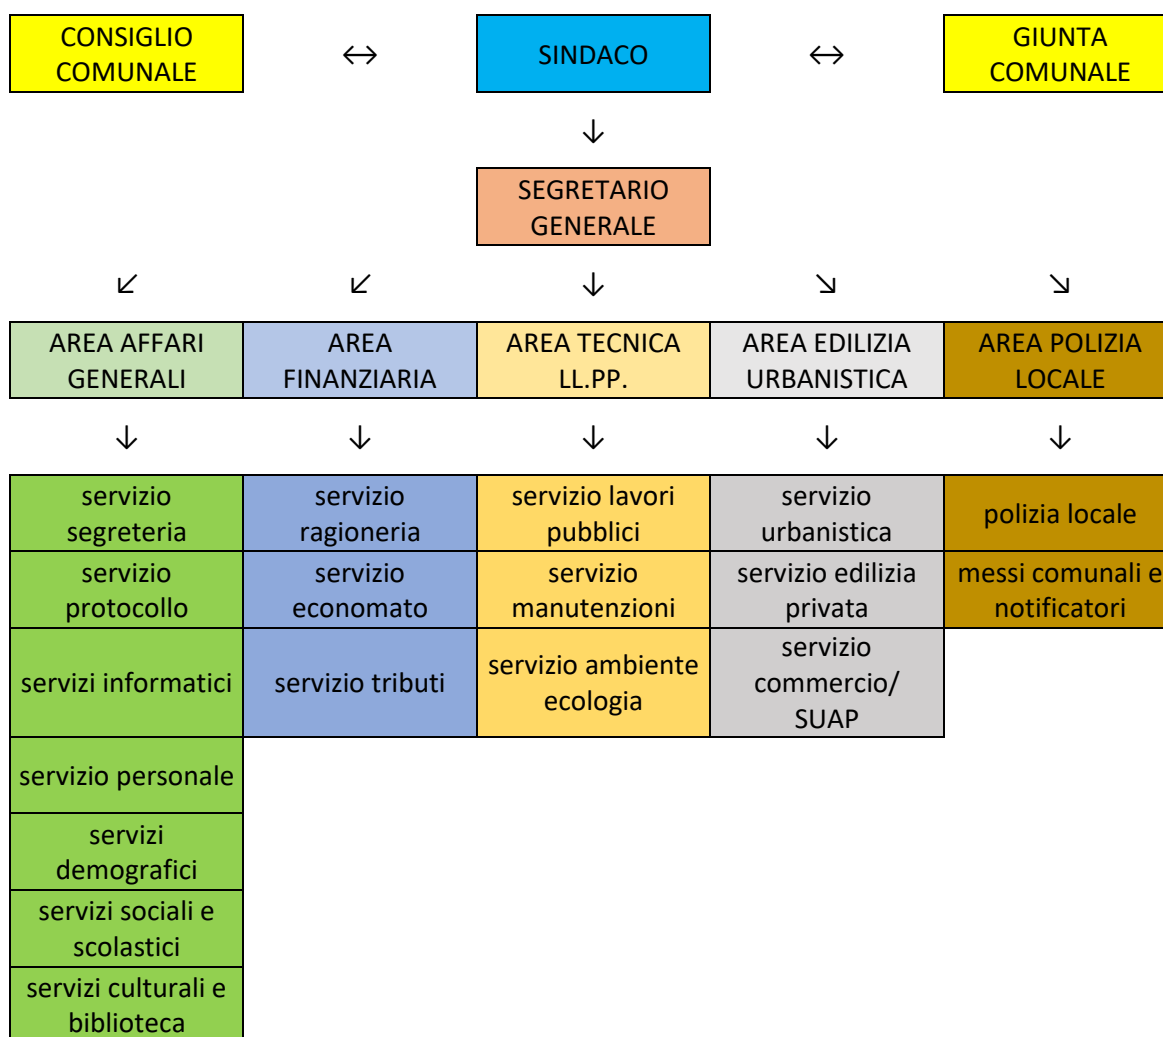 CONSIGLIO
COMUNALE
↔
SINDACO
↔
GIUNTA
COMUNALE
↓
SEGRETARIO
GENERALE
↙ ↙ ↓ ↘ ↘
AREA AFFARI
GENERALI
AREA
FINANZIARIA
AREA TECNICA
LL.PP.
AREA EDILIZIA
URBANISTICA
AREA POLIZIA
LOCALE
↓ ↓ ↓ ↓ ↓
servizio
segreteria
servizio
ragioneria
servizio lavori
pubblici
servizio
urbanistica
polizia locale
servizio
protocollo
servizio
economato
servizio
manutenzioni
servizio edilizia
privata
messi comunali e
notificatori
servizi informatici
servizio tributi
servizio ambiente
ecologia
servizio
commercio/
SUAP
servizio personale
servizi
demografici
servizi sociali e
scolastici
servizi culturali e
biblioteca